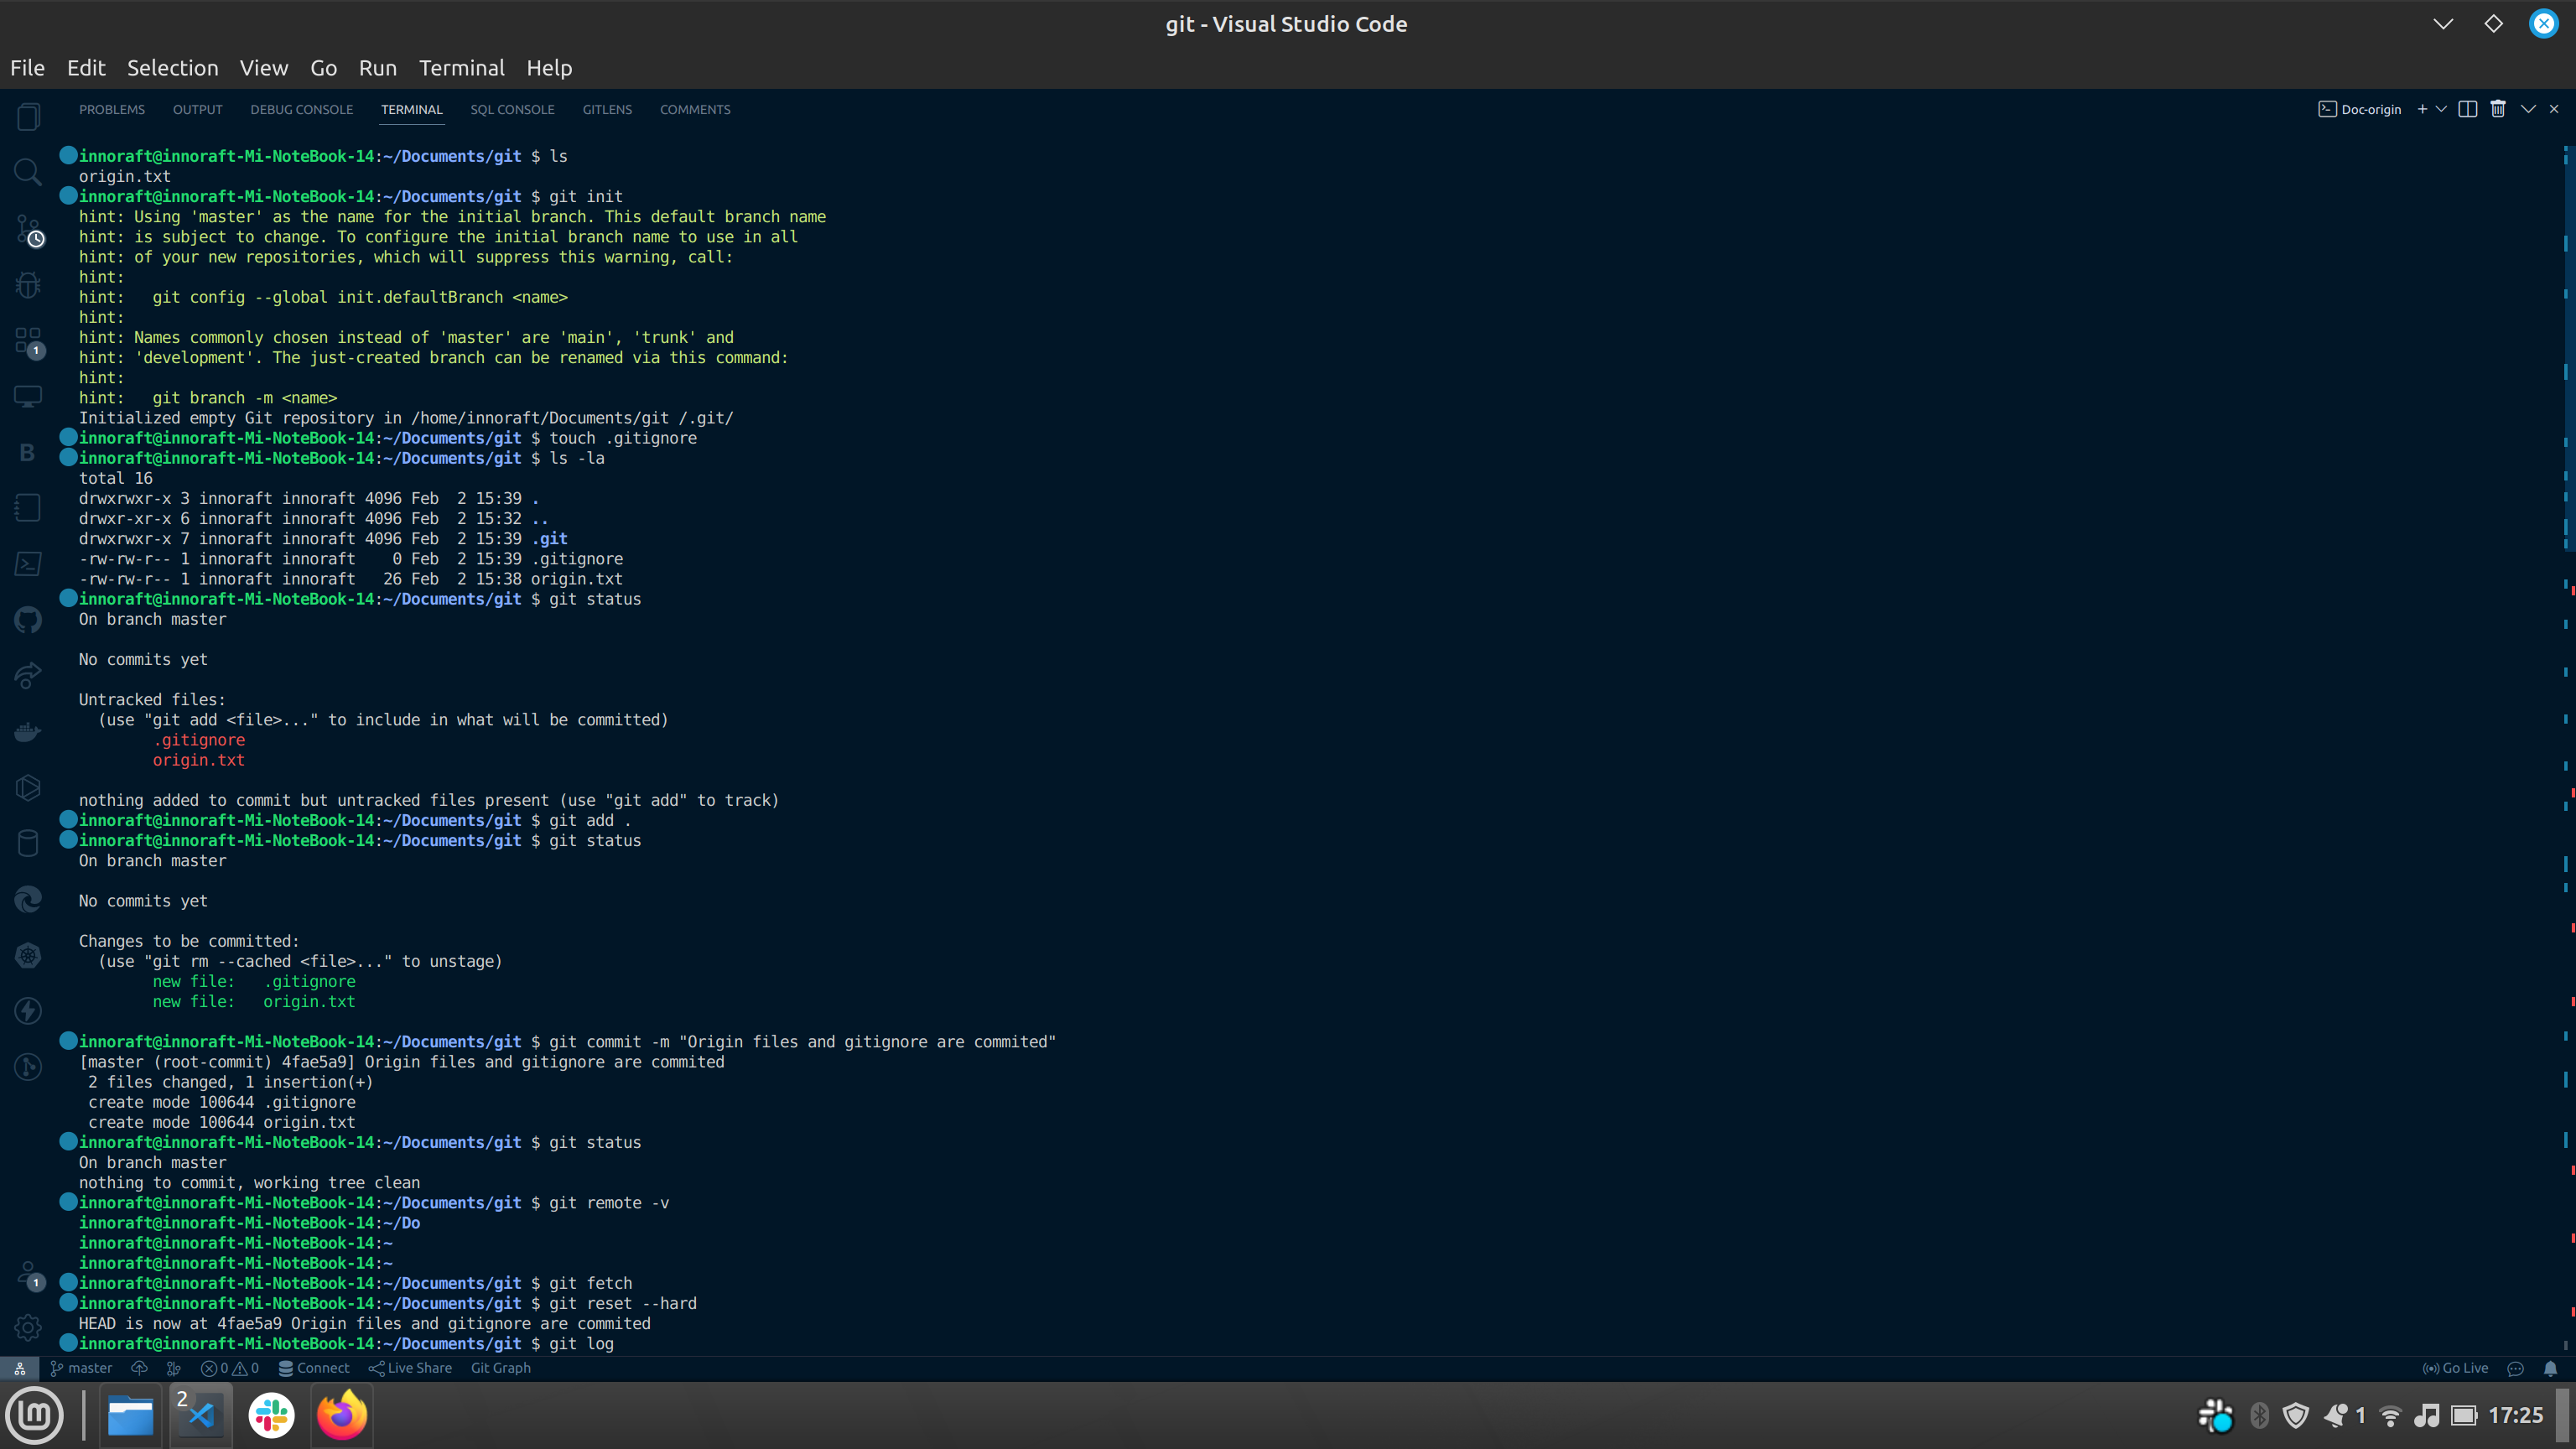 git - Visual Studio Code
File Edit Selection View Go Run Terminal Help
PROBLEMS OUTPUT DEBUG CONSOLE TERMINAL SQL CONSOLE GITLENS COMMENTS Doc-origin
innoraft@innoraft-Mi-NoteBook-14:~/Documents/git $ ls
origin.txt
innoraft@innoraft-Mi-NoteBook-14:~/Documents/git $ git init
hint: Using 'master' as the name for the initial branch. This default branch name
hint: is subject to change. To configure the initial branch name to use in all
hint: of your new repositories, which will suppress this warning, call:
hint:
hint:   git config --global init.defaultBranch <name>
hint:
hint: Names commonly chosen instead of 'master' are 'main', 'trunk' and
hint: 'development'. The just-created branch can be renamed via this command:
hint:
hint:   git branch -m <name>
Initialized empty Git repository in /home/innoraft/Documents/git /.git/
innoraft@innoraft-Mi-NoteBook-14:~/Documents/git $ touch .gitignore
innoraft@innoraft-Mi-NoteBook-14:~/Documents/git $ ls -la
total 16
drwxrwxr-x 3 innoraft innoraft 4096 Feb  2 15:39 .
drwxr-xr-x 6 innoraft innoraft 4096 Feb  2 15:32 ..
drwxrwxr-x 7 innoraft innoraft 4096 Feb  2 15:39 .git
-rw-rw-r-- 1 innoraft innoraft    0 Feb  2 15:39 .gitignore
-rw-rw-r-- 1 innoraft innoraft   26 Feb  2 15:38 origin.txt
innoraft@innoraft-Mi-NoteBook-14:~/Documents/git $ git status
On branch master
No commits yet
Untracked files:
  (use "git add <file>..." to include in what will be committed)
        .gitignore
        origin.txt
nothing added to commit but untracked files present (use "git add" to track)
innoraft@innoraft-Mi-NoteBook-14:~/Documents/git $ git add .
innoraft@innoraft-Mi-NoteBook-14:~/Documents/git $ git status
On branch master
No commits yet
Changes to be committed:
  (use "git rm --cached <file>..." to unstage)
        new file:   .gitignore
        new file:   origin.txt
innoraft@innoraft-Mi-NoteBook-14:~/Documents/git $ git commit -m "Origin files and gitignore are commited"
[master (root-commit) 4fae5a9] Origin files and gitignore are commited
 2 files changed, 1 insertion(+)
 create mode 100644 .gitignore
 create mode 100644 origin.txt
innoraft@innoraft-Mi-NoteBook-14:~/Documents/git $ git status
On branch master
nothing to commit, working tree clean
innoraft@innoraft-Mi-NoteBook-14:~/Documents/git $ git remote -v
innoraft@innoraft-Mi-NoteBook-14:~/Do
innoraft@innoraft-Mi-NoteBook-14:~
innoraft@innoraft-Mi-NoteBook-14:~
innoraft@innoraft-Mi-NoteBook-14:~/Documents/git $ git fetch
innoraft@innoraft-Mi-NoteBook-14:~/Documents/git $ git reset --hard
HEAD is now at 4fae5a9 Origin files and gitignore are commited
innoraft@innoraft-Mi-NoteBook-14:~/Documents/git $ git log
B
1
1
master 0 0 Connect Live Share Git Graph Go Live
2 1 17:25